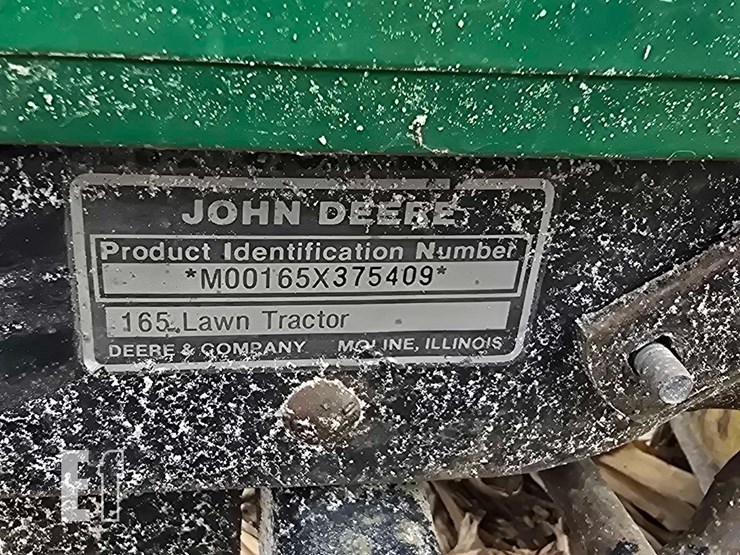 JOHN DEERE
Product Identification Number
*M00165X375409*
165 Lawn Tractor
DEERE & COMPANY MOLINE, ILLINOIS